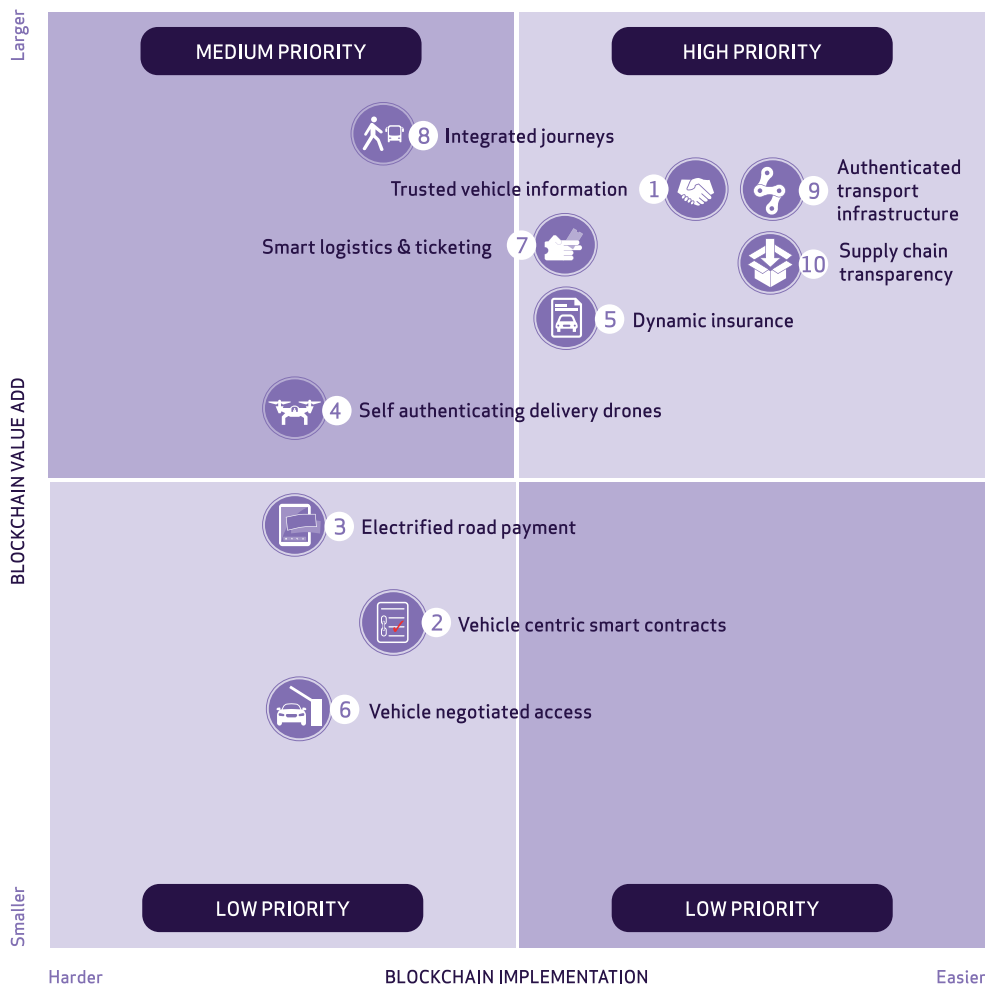 Larger
MEDIUM PRIORITY
HIGH PRIORITY
8 Integrated journeys
Trusted vehicle information 1
9
Authenticated
transport
infrastructure
Smart logistics & ticketing 7
10
Supply chain
transparency
5 Dynamic insurance
4 Self authenticating delivery drones
BLOCKCHAIN VALUE ADD
3 Electrified road payment
2 Vehicle centric smart contracts
6 Vehicle negotiated access
Smaller
LOW PRIORITY
LOW PRIORITY
Harder
BLOCKCHAIN IMPLEMENTATION
Easier